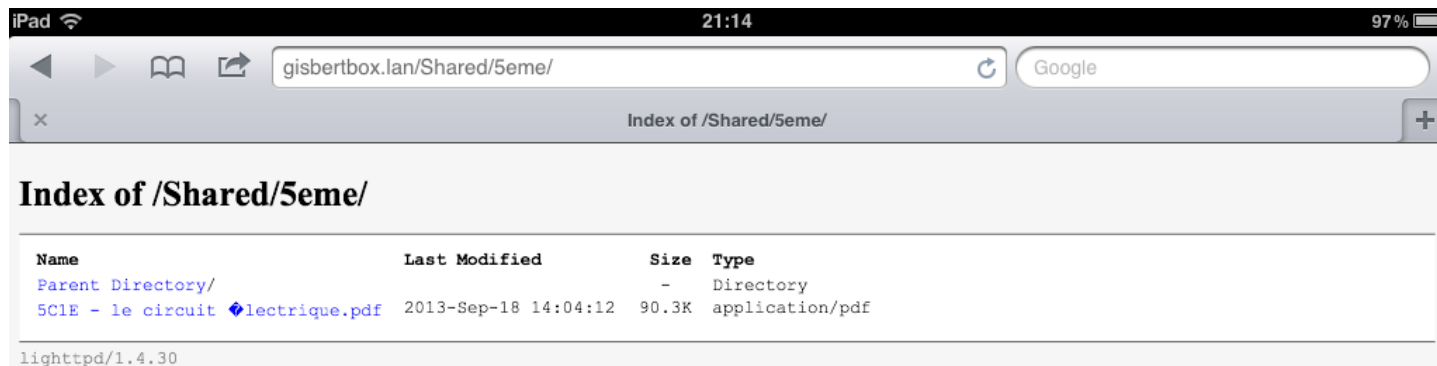 iPad 21:14 97%
gisbertbox.lan/Shared/5eme/ Google
Index of /Shared/5eme/
Index of /Shared/5eme/
Name Last Modified Size Type
Parent Directory/ - Directory
5C1E - le circuit �lectrique.pdf 2013-Sep-18 14:04:12 90.3K application/pdf
lighttpd/1.4.30